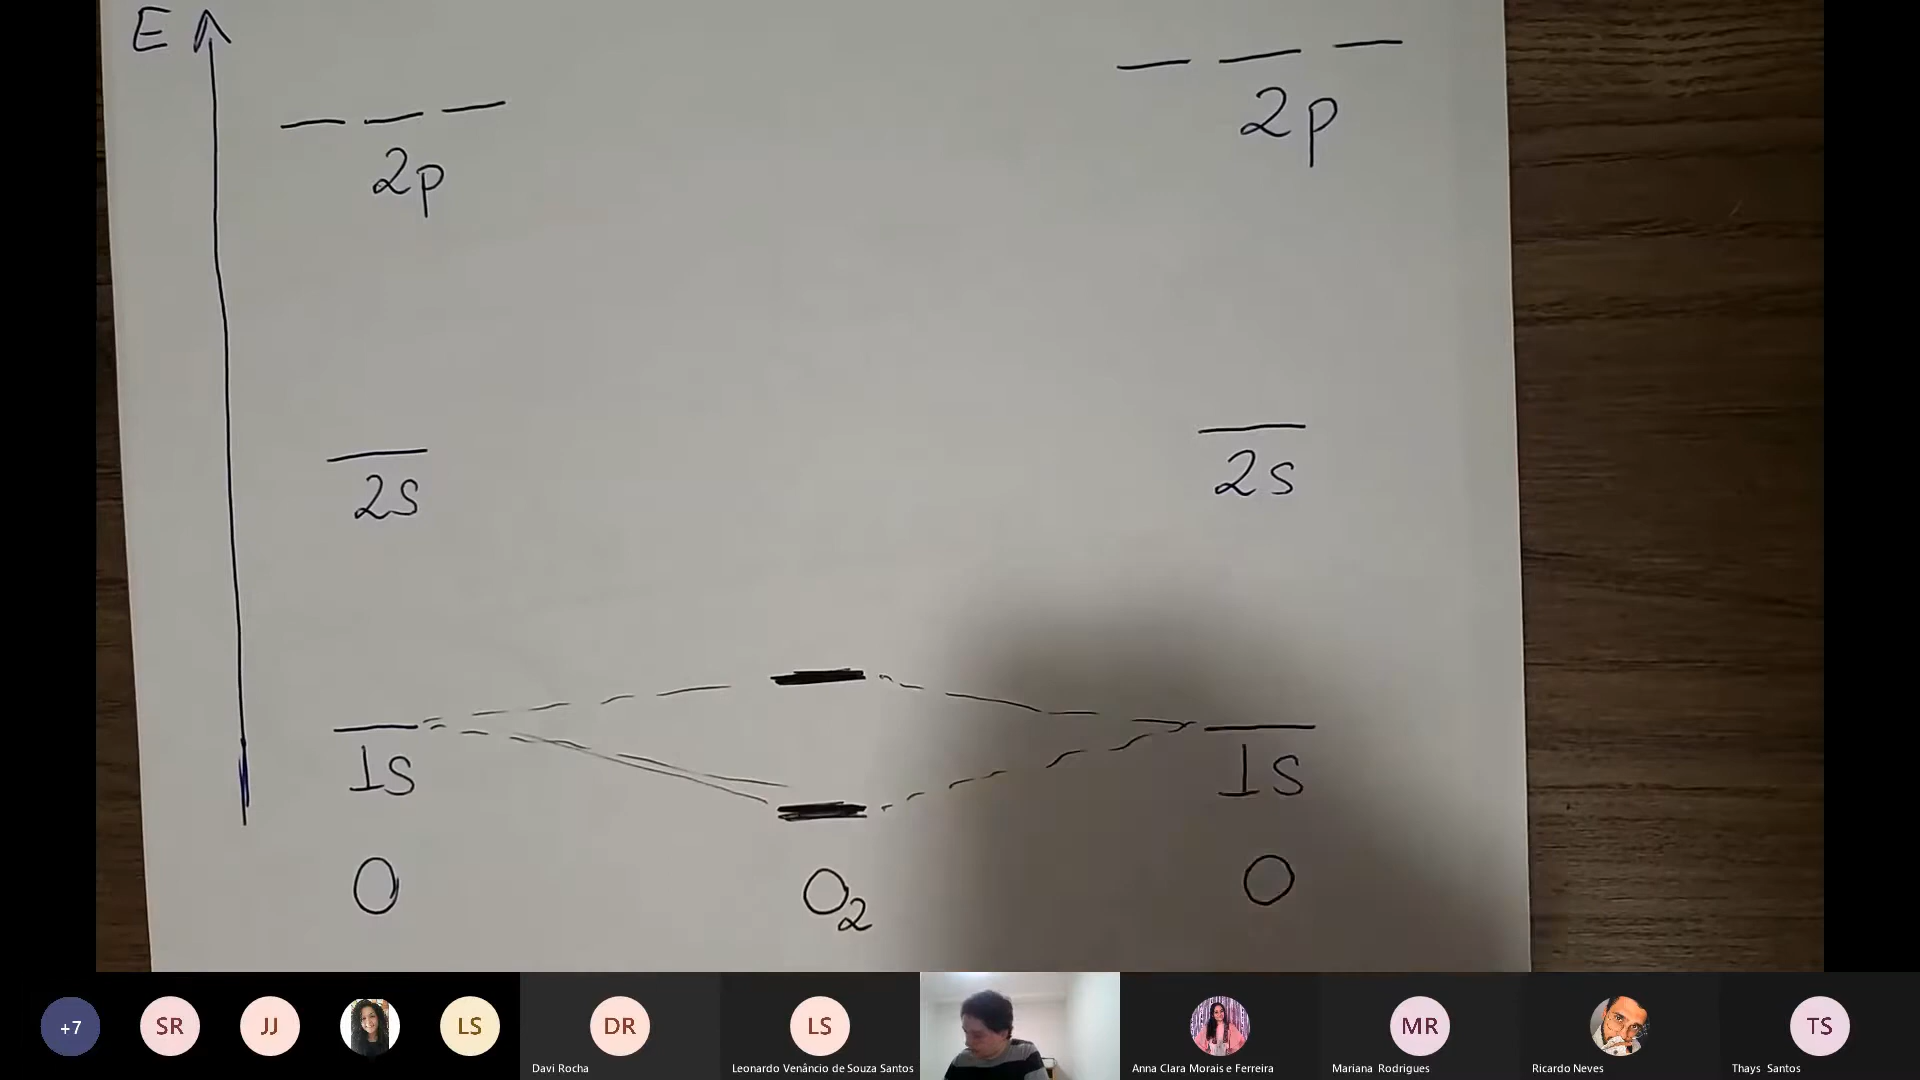 E
2p
2p
2s
2s
1s
1s
O
O2
O
+7
SR
JJ
LS
DR
LS
MR
TS
Davi Rocha
Leonardo Venâncio de Souza Santos
Anna Clara Morais e Ferreira
Mariana Rodrigues
Ricardo Neves
Thays Santos